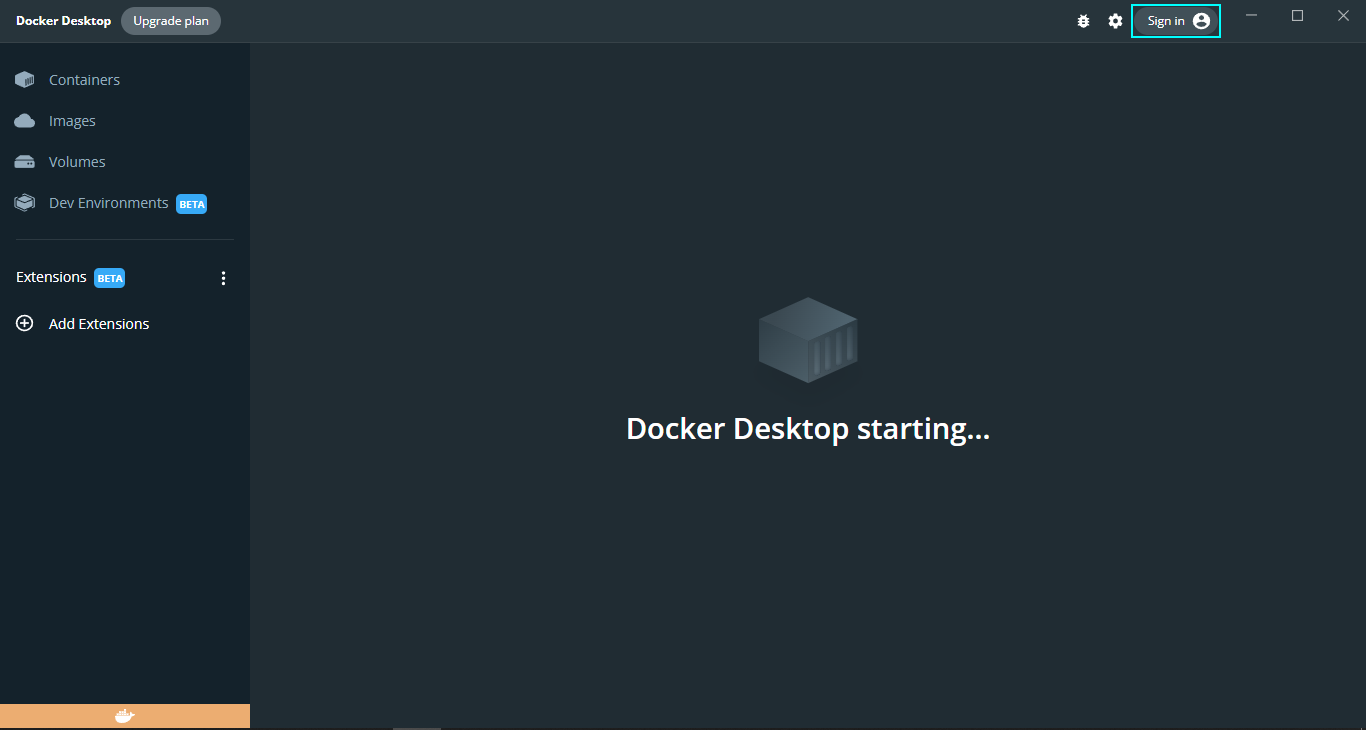 Docker Desktop
Upgrade plan
Sign in
Containers
Images
Volumes
Dev Environments BETA
Extensions BETA
Add Extensions
Docker Desktop starting...